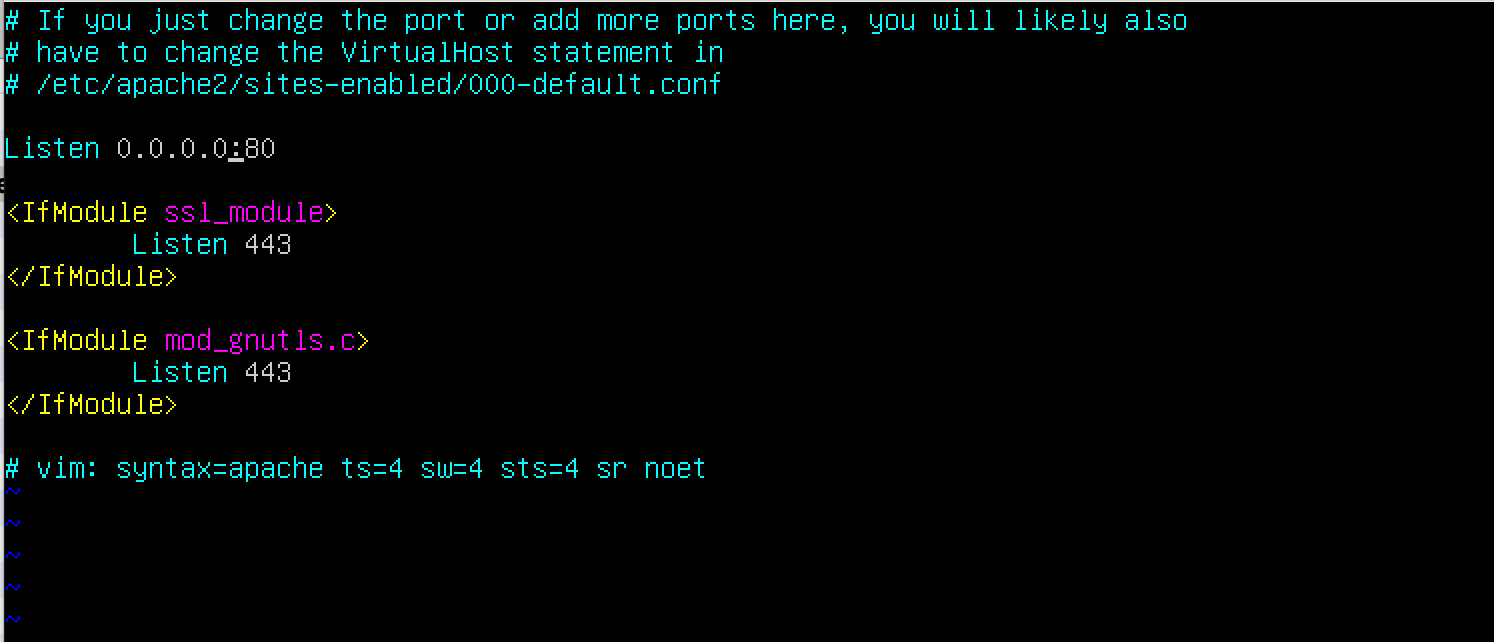 # If you just change the port or add more ports here, you will likely also
# have to change the VirtualHost statement in
# /etc/apache2/sites-enabled/000-default.conf
Listen 0.0.0.0:80
<IfModule ssl_module>
Listen 443
</IfModule>
<IfModule mod_gnutls.c>
Listen 443
</IfModule>
# vim: syntax=apache ts=4 sw=4 sts=4 sr noet
~
~
~
~
~